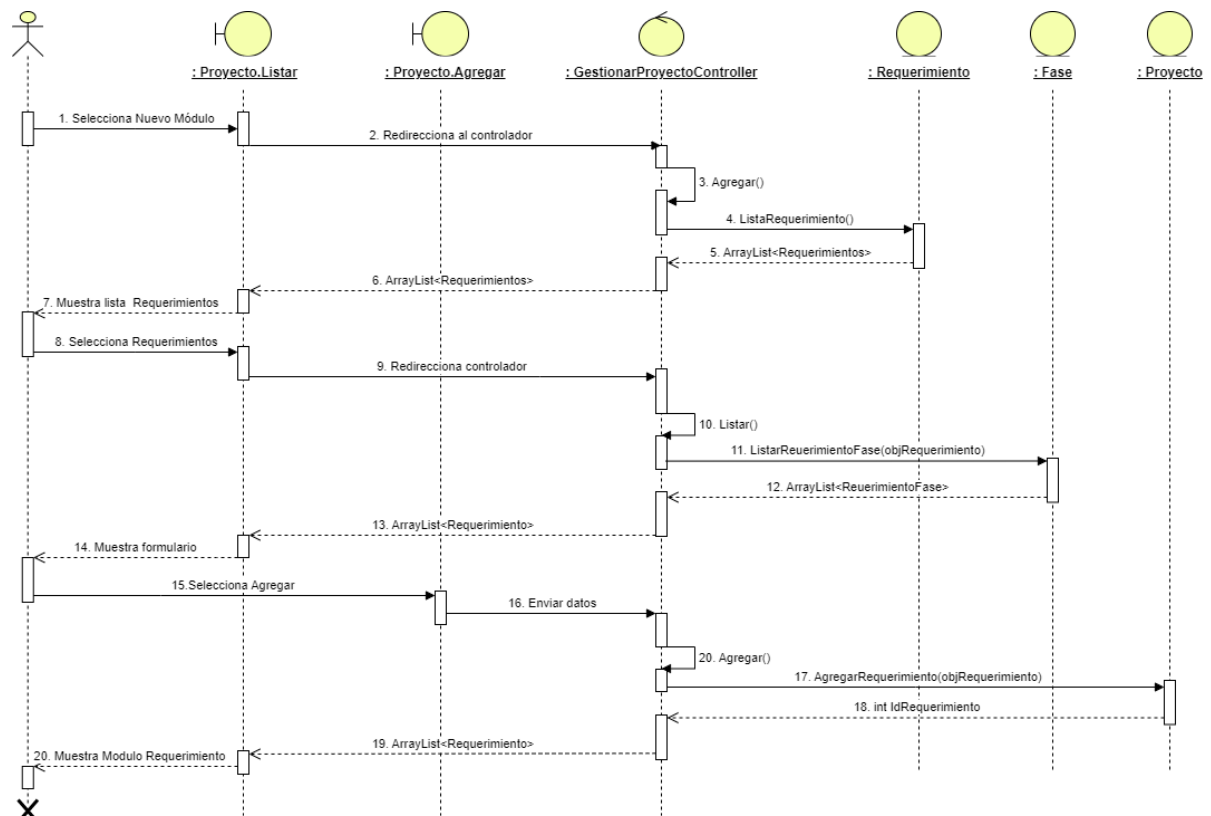 : Proyecto.Listar
: Proyecto.Agregar
: GestionarProyectoController
: Requerimiento
: Fase
: Proyecto
1. Selecciona Nuevo Módulo
2. Redirecciona al controlador
3. Agregar()
4. ListaRequerimiento()
5. ArrayList<Requerimientos>
6. ArrayList<Requerimientos>
7. Muestra lista Requerimientos
8. Selecciona Requerimientos
9. Redirecciona controlador
10. Listar()
11. ListarReuerimientoFase(objRequerimiento)
12. ArrayList<ReuerimientoFase>
13. ArrayList<Requerimiento>
14. Muestra formulario
15.Selecciona Agregar
16. Enviar datos
20. Agregar()
17. AgregarRequerimiento(objRequerimiento)
18. int IdRequerimiento
19. ArrayList<Requerimiento>
20. Muestra Modulo Requerimiento